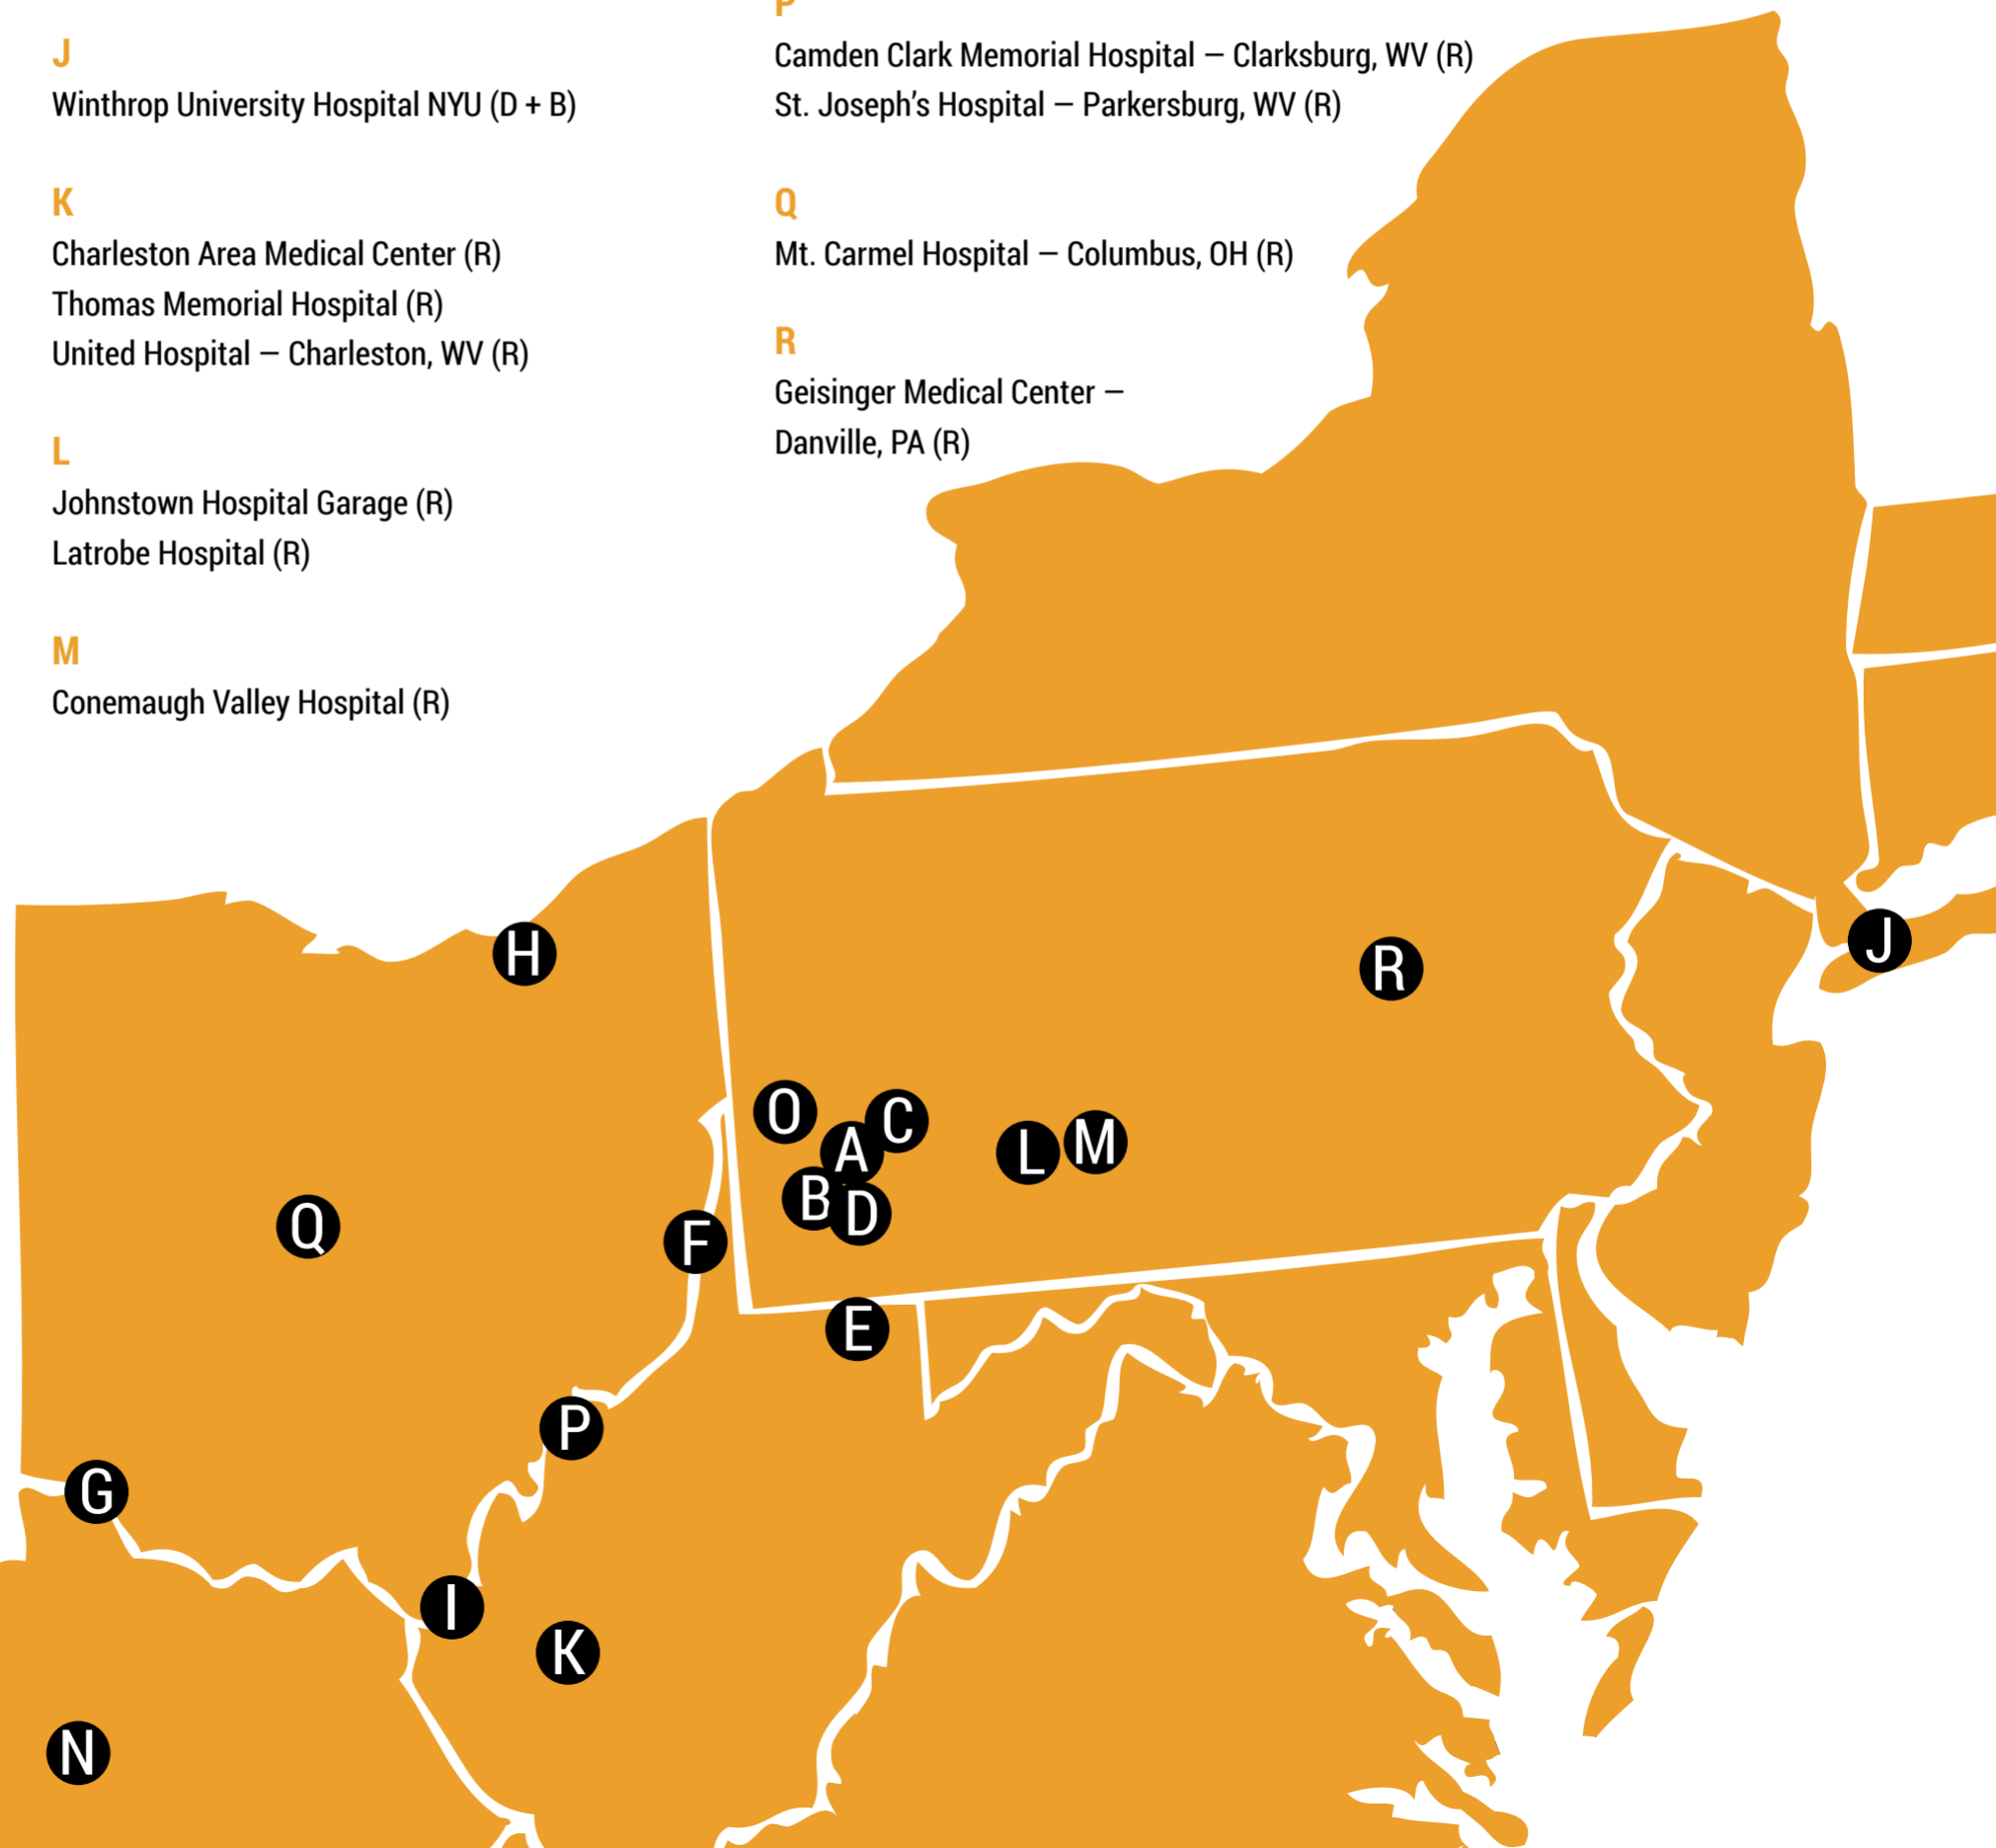 J
Winthrop University Hospital NYU (D + B)
K
Charleston Area Medical Center (R)
Thomas Memorial Hospital (R)
United Hospital — Charleston, WV (R)
L
Johnstown Hospital Garage (R)
Latrobe Hospital (R)
M
Conemaugh Valley Hospital (R)
P
Camden Clark Memorial Hospital — Clarksburg, WV (R)
St. Joseph’s Hospital — Parkersburg, WV (R)
Q
Mt. Carmel Hospital — Columbus, OH (R)
R
Geisinger Medical Center —
Danville, PA (R)
H
R
J
O
C
A
L
M
B
D
Q
F
E
P
G
I
K
N